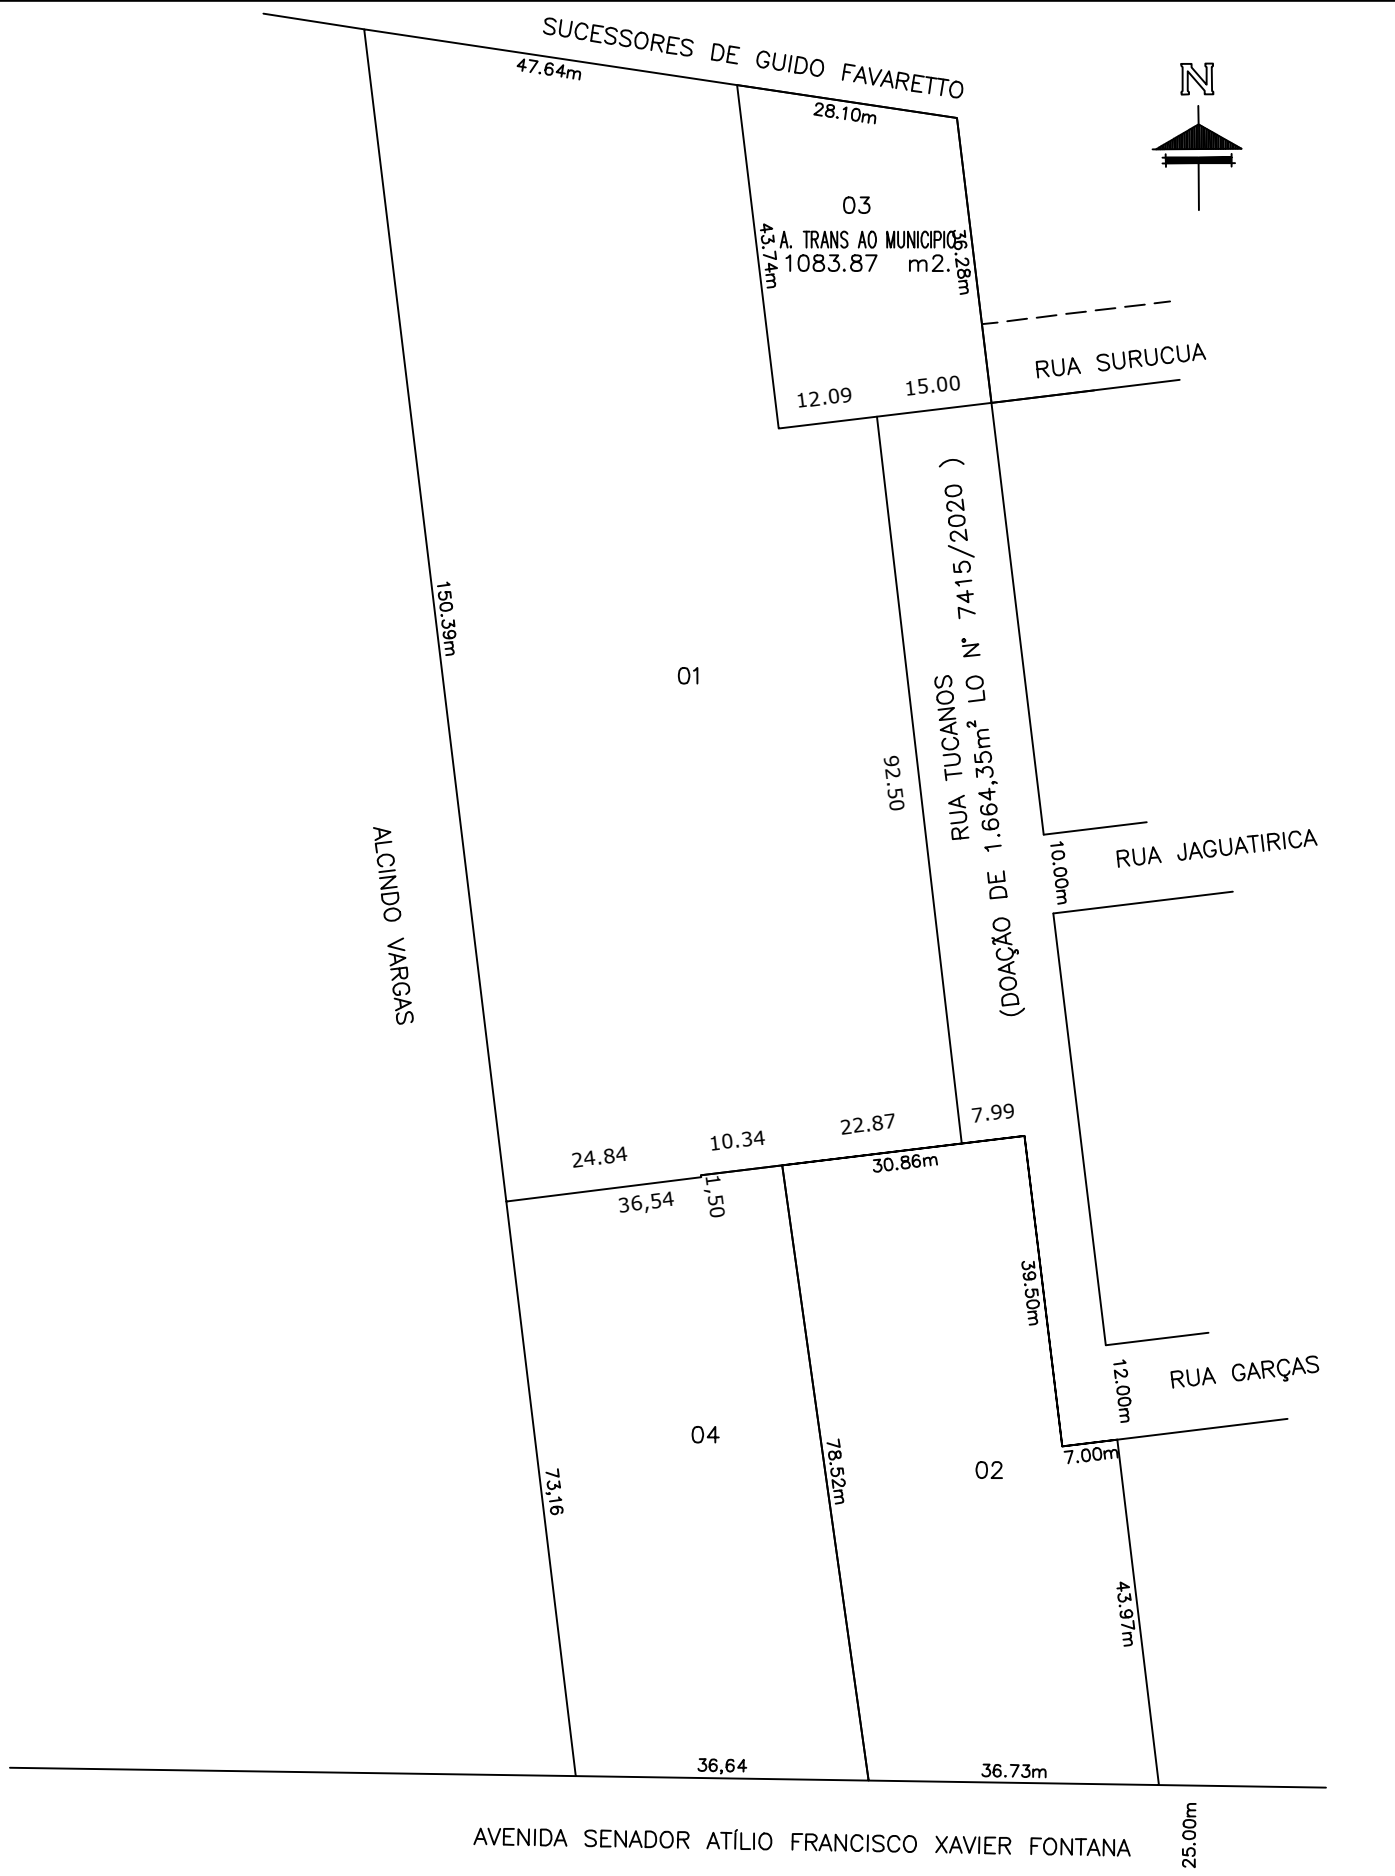 SUCESSORES DE GUIDO FAVARETTO
N
47.64m
28.10m
03
A. TRANS AO MUNICIPIO
1083.87 m2.
43.74m
36.28m
RUA SURUCUA
12.09
15.00
150.39m
01
92.50
RUA TUCANOS
(DOAÇÃO DE 1.664,35m² LO N° 7415/2020 )
10.00m
RUA JAGUATIRICA
ALCINDO VARGAS
24.84
10.34
22.87
7.99
36,54
1,50
30.86m
39.50m
12.00m
RUA GARÇAS
04
02
7.00m
73,16
78.52m
43.97m
36,64
36.73m
25.00m
AVENIDA SENADOR ATÍLIO FRANCISCO XAVIER FONTANA